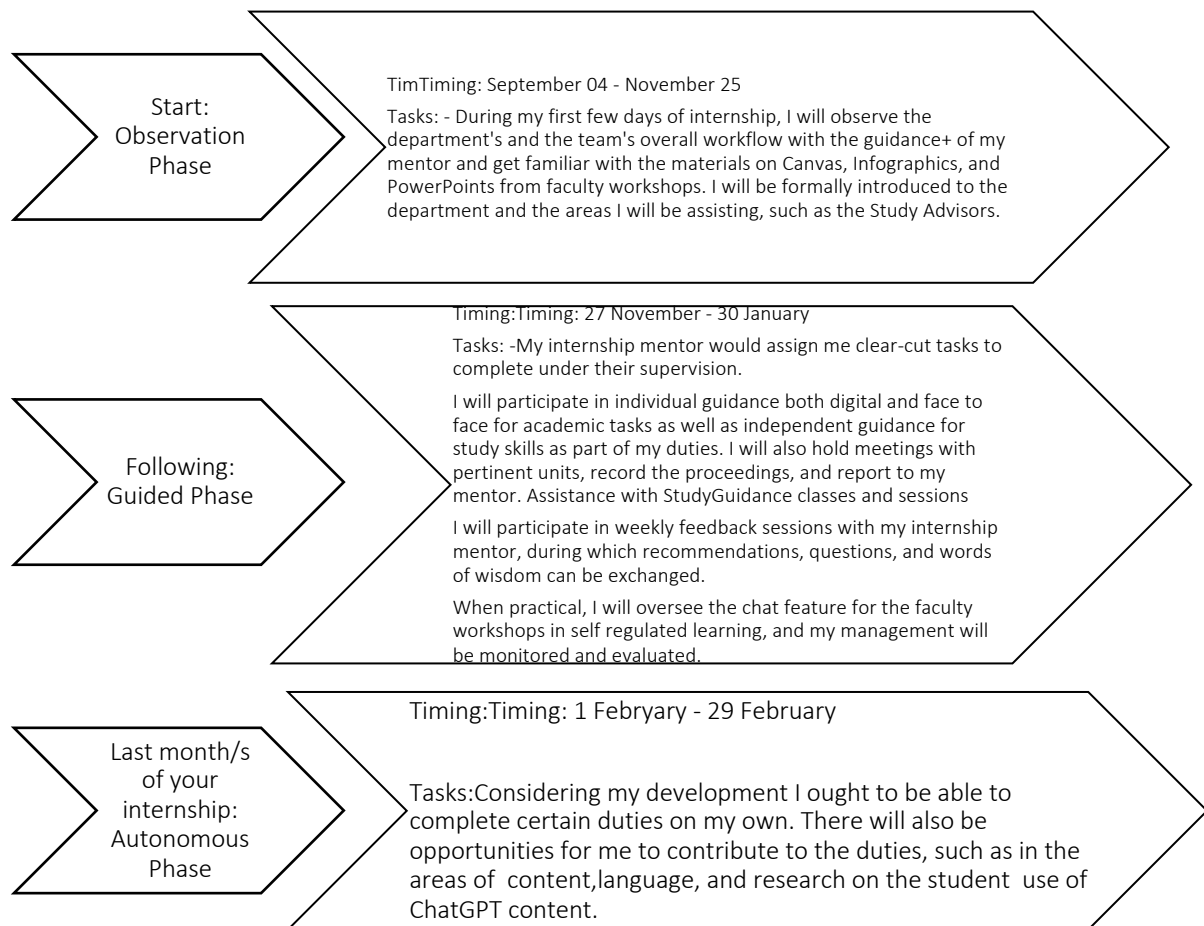 Start:
Observation
Phase
TimTiming: September 04 - November 25
Tasks: - During my first few days of internship, I will observe the
department's and the team's overall workflow with the guidance+ of my
mentor and get familiar with the materials on Canvas, Infographics, and
PowerPoints from faculty workshops. I will be formally introduced to the
department and the areas I will be assisting, such as the Study Advisors.
Following:
Guided Phase
Timing:Timing: 27 November - 30 January
Tasks: -My internship mentor would assign me clear-cut tasks to
complete under their supervision.
I will participate in individual guidance both digital and face to
face for academic tasks as well as independent guidance for
study skills as part of my duties. I will also hold meetings with
pertinent units, record the proceedings, and report to my
mentor. Assistance with StudyGuidance classes and sessions
I will participate in weekly feedback sessions with my internship
mentor, during which recommendations, questions, and words
of wisdom can be exchanged.
When practical, I will oversee the chat feature for the faculty
workshops in self regulated learning, and my management will
be monitored and evaluated.
Last month/s
of your
internship:
Autonomous
Phase
Timing:Timing: 1 Febryary - 29 February
Tasks:Considering my development I ought to be able to
complete certain duties on my own. There will also be
opportunities for me to contribute to the duties, such as in the
areas of  content,language, and research on the student  use of
ChatGPT content.